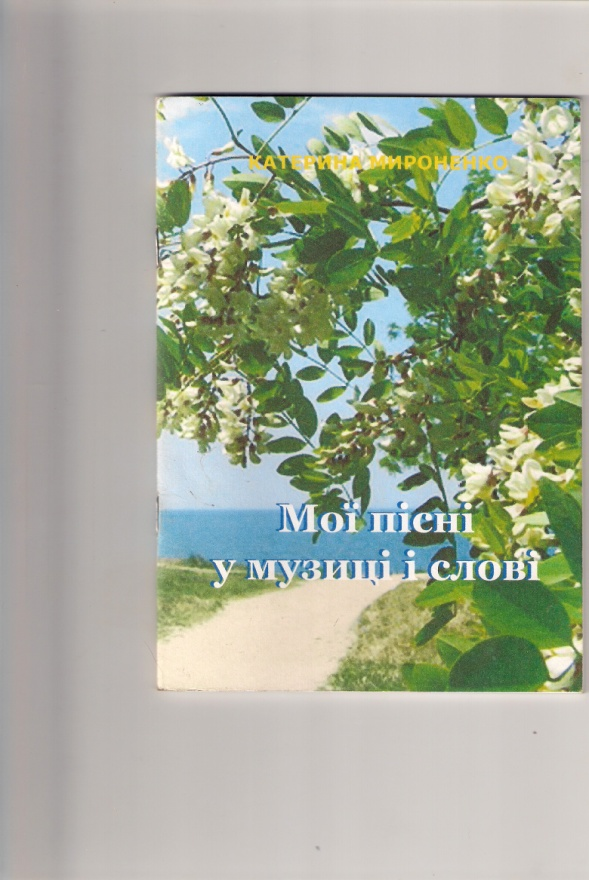 КАТЕРИНА МИРОНЕНКО
Мої пісні
у музиці і слові